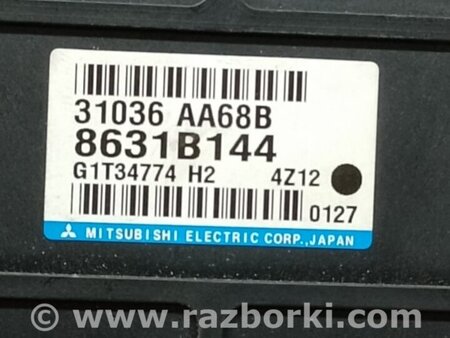 31036 AA68B
8631B144
G1T34774 H2 4Z12
0127
MITSUBISHI ELECTRIC CORP., JAPAN
© www.razborki.com